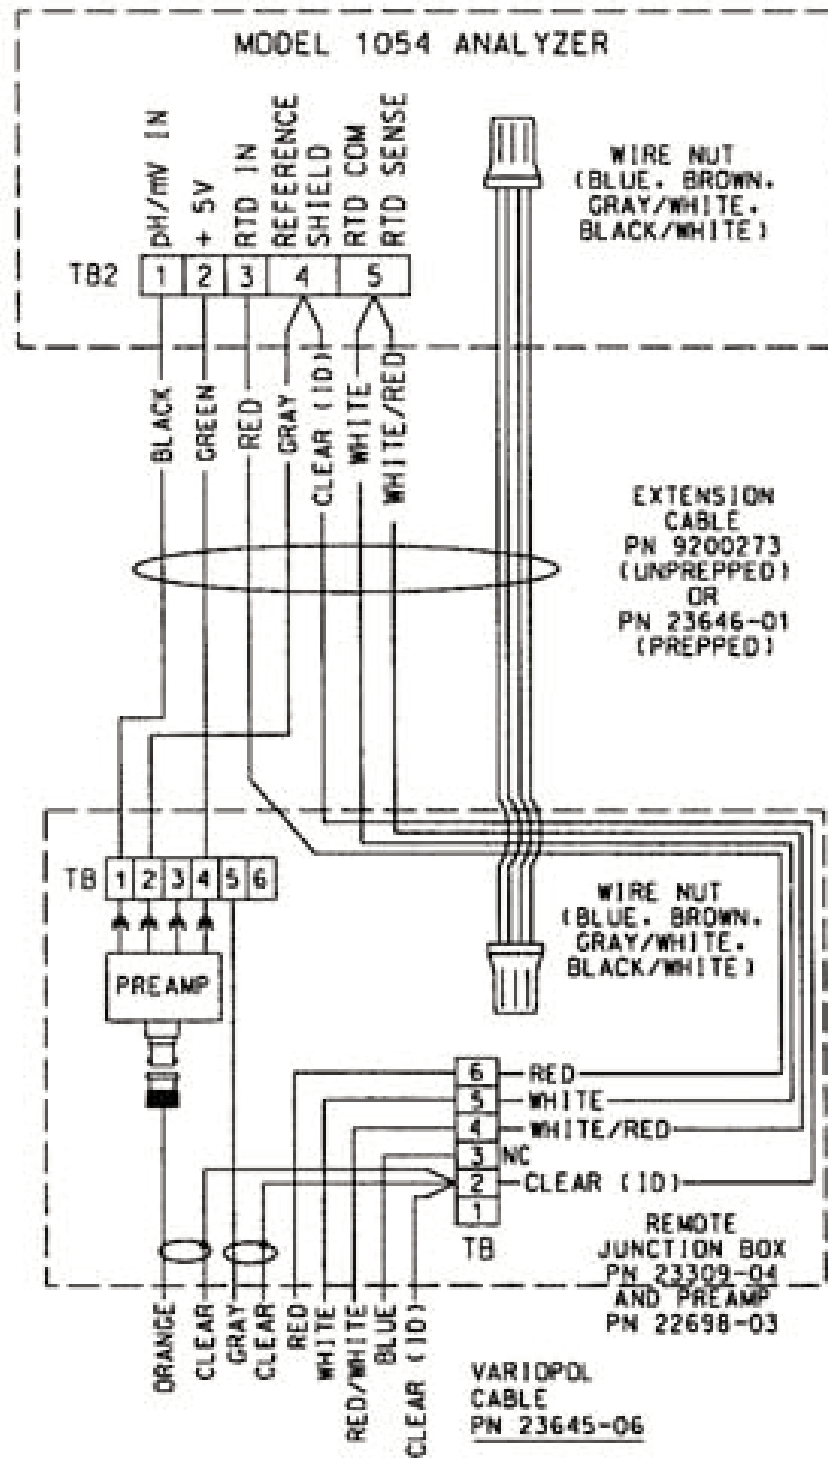 MODEL 1054 ANALYZER
pH/mV IN
+ 5V
RTD IN
REFERENCE
SHIELD
RTD COM
RTD SENSE
WIRE NUT
(BLUE. BROWN.
GRAY/WHITE.
BLACK/WHITE)
TB2 1 2 3 4 5
BLACK
GREEN
RED
GRAY
CLEAR (ID)
WHITE
WHITE/RED
EXTENSION
CABLE
PN 9200273
(UNPREPPED)
OR
PN 23646-01
(PREPPED)
TB 1 2 3 4 5 6
PREAMP
WIRE NUT
(BLUE. BROWN.
GRAY/WHITE.
BLACK/WHITE)
6 RED
5 WHITE
4 WHITE/RED
3 NC
2 CLEAR (ID)
1
TB
REMOTE
JUNCTION BOX
PN 23309-04
AND PREAMP
PN 22698-03
ORANGE
CLEAR
GRAY
CLEAR
RED
WHITE
RED/WHITE
BLUE
CLEAR (ID)
VARIOPOL
CABLE
PN 23645-06